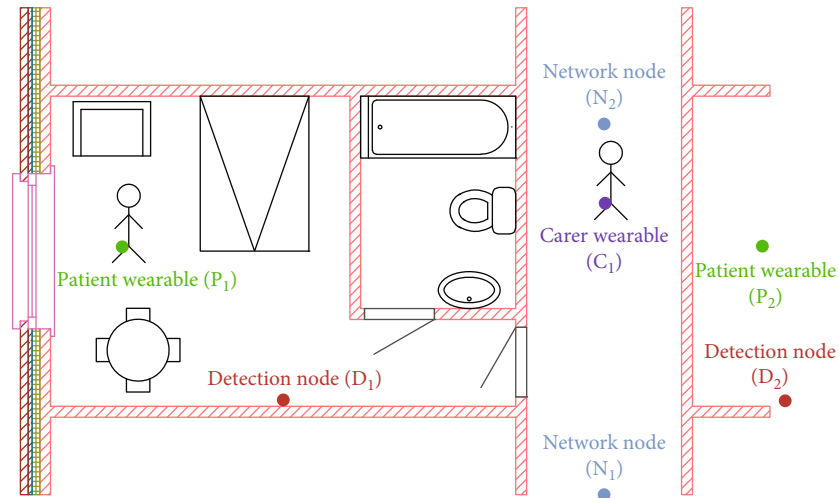 Network node
(N₂)
Carer wearable
(C₁)
Patient wearable (P₁)
Patient wearable
(P₂)
Detection node (D₁)
Detection node
(D₂)
Network node
(N₁)